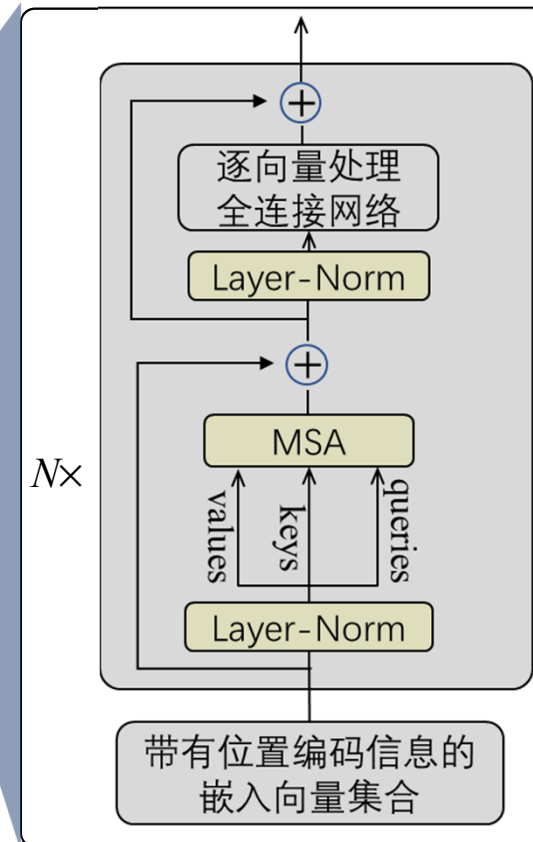 逐向量处理
全连接网络
Layer-Norm
MSA
N×
values
keys
queries
Layer-Norm
带有位置编码信息的
嵌入向量集合